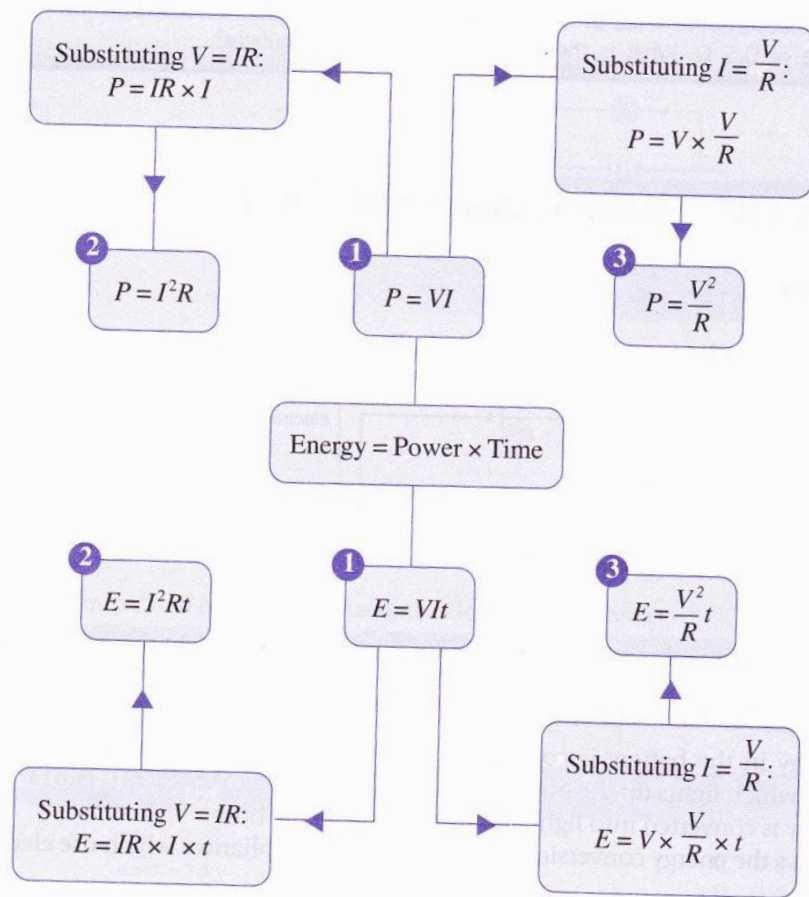 Substituting V = IR:
P = IR × I
Substituting I = V/R:
P = V × V/R
2
P = I²R
1
P = VI
3
P = V²/R
Energy = Power × Time
2
E = I²Rt
1
E = VIt
3
E = V²/R t
Substituting V = IR:
E = IR × I × t
Substituting I = V/R:
E = V × V/R × t